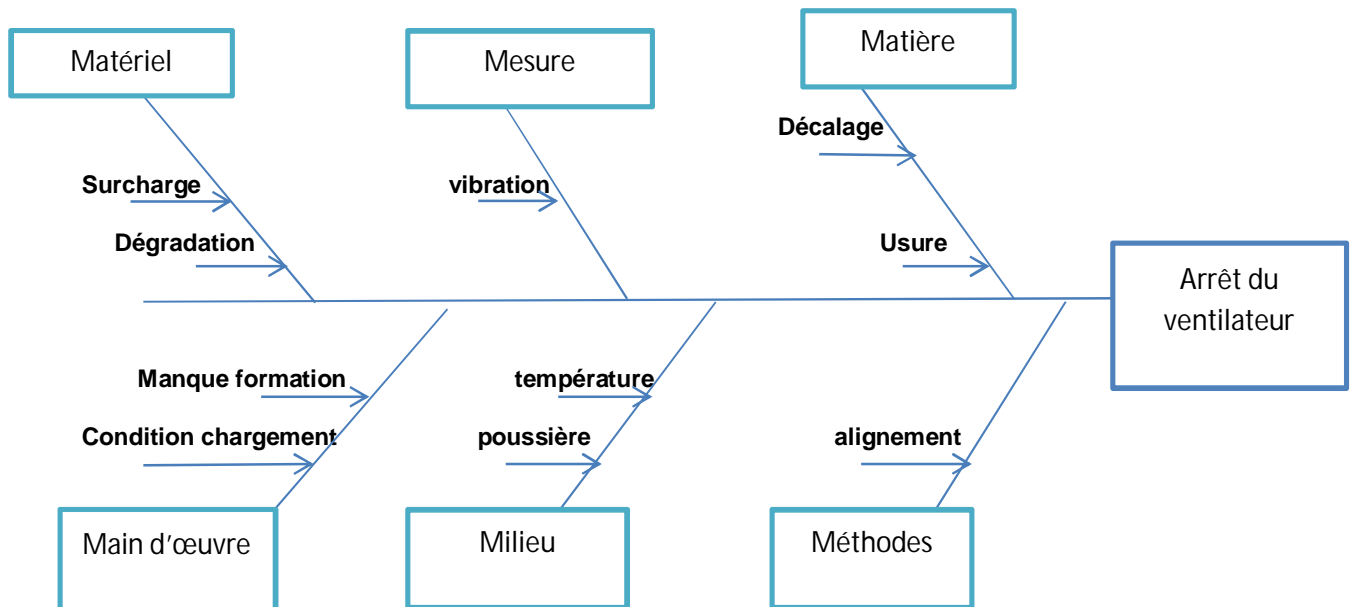 Matériel
Mesure
Matière
Décalage
Surcharge
vibration
Dégradation
Usure
Arrêt du
ventilateur
Manque formation
température
Condition chargement
poussière
alignement
Main d’œuvre
Milieu
Méthodes